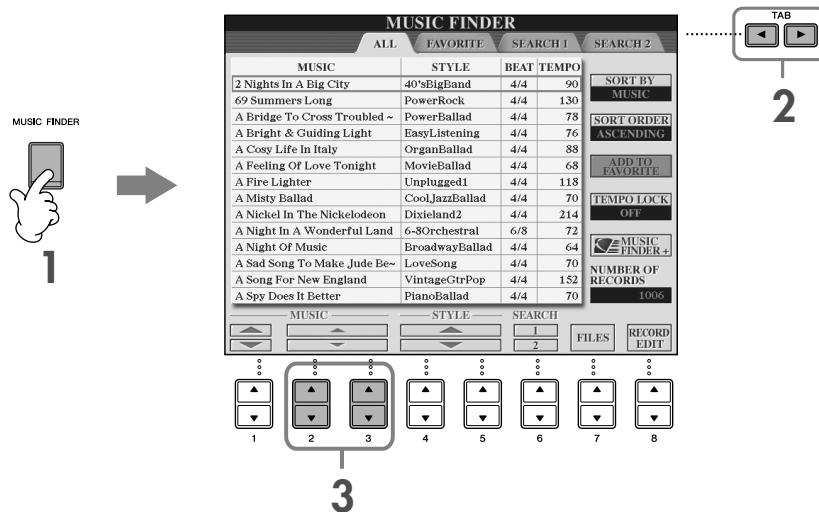 MUSIC FINDER
TAB
ALL FAVORITE SEARCH 1 SEARCH 2
2
MUSIC STYLE BEAT TEMPO
2 Nights In A Big City 40'sBigBand 4/4 90
69 Summers Long PowerRock 4/4 130
A Bridge To Cross Troubled ~ PowerBallad 4/4 78
A Bright & Guiding Light EasyListening 4/4 76
A Cosy Life In Italy OrganBallad 4/4 88
A Feeling Of Love Tonight MovieBallad 4/4 68
A Fire Lighter Unplugged1 4/4 118
A Misty Ballad CoolJazzBallad 4/4 70
A Nickel In The Nickelodeon Dixieland2 4/4 214
A Night In A Wonderful Land 6-8Orchestral 6/8 72
A Night Of Music BroadwayBallad 4/4 64
A Sad Song To Make Jude Be~ LoveSong 4/4 70
A Song For New England VintageGtrPop 4/4 152
A Spy Does It Better PianoBallad 4/4 70
SORT BY
MUSIC
SORT ORDER
ASCENDING
ADD TO
FAVORITE
TEMPO LOCK
OFF
MUSIC
FINDER +
NUMBER OF
RECORDS
1006
MUSIC FINDER
1
MUSIC STYLE SEARCH
1
2
FILES
RECORD
EDIT
1 2 3 4 5 6 7 8
3